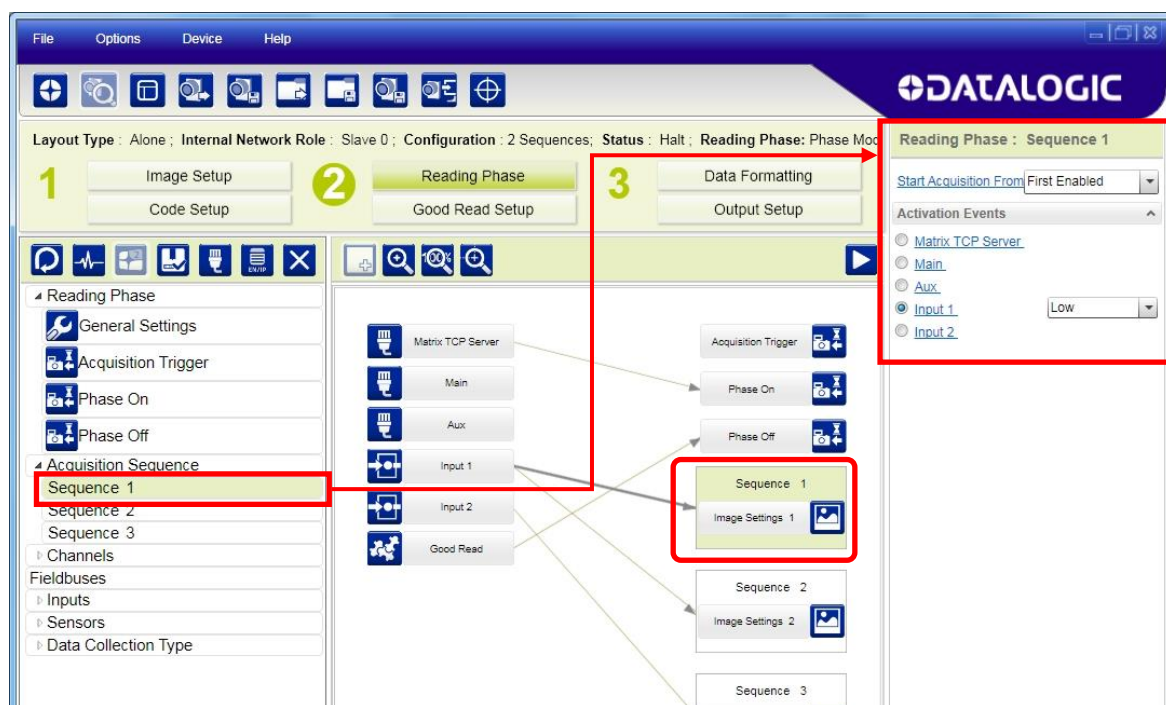 File Options Device Help
DATALOGIC
Layout Type : Alone ; Internal Network Role : Slave 0 ; Configuration : 2 Sequences; Status : Halt ; Reading Phase: Phase Mod
1
Image Setup
Code Setup
2
Reading Phase
Good Read Setup
3
Data Formatting
Output Setup
EN/IP
100%
Reading Phase
General Settings
Acquisition Trigger
Phase On
Phase Off
Acquisition Sequence
Sequence 1
Sequence 2
Sequence 3
Channels
Fieldbuses
Inputs
Sensors
Data Collection Type
Matrix TCP Server
Main
Aux
Input 1
Input 2
Good Read
Acquisition Trigger
Phase On
Phase Off
Sequence 1
Image Settings 1
Sequence 2
Image Settings 2
Sequence 3
Reading Phase : Sequence 1
Start Acquisition From First Enabled
Activation Events
Matrix TCP Server
Main
Aux
Input 1 Low
Input 2